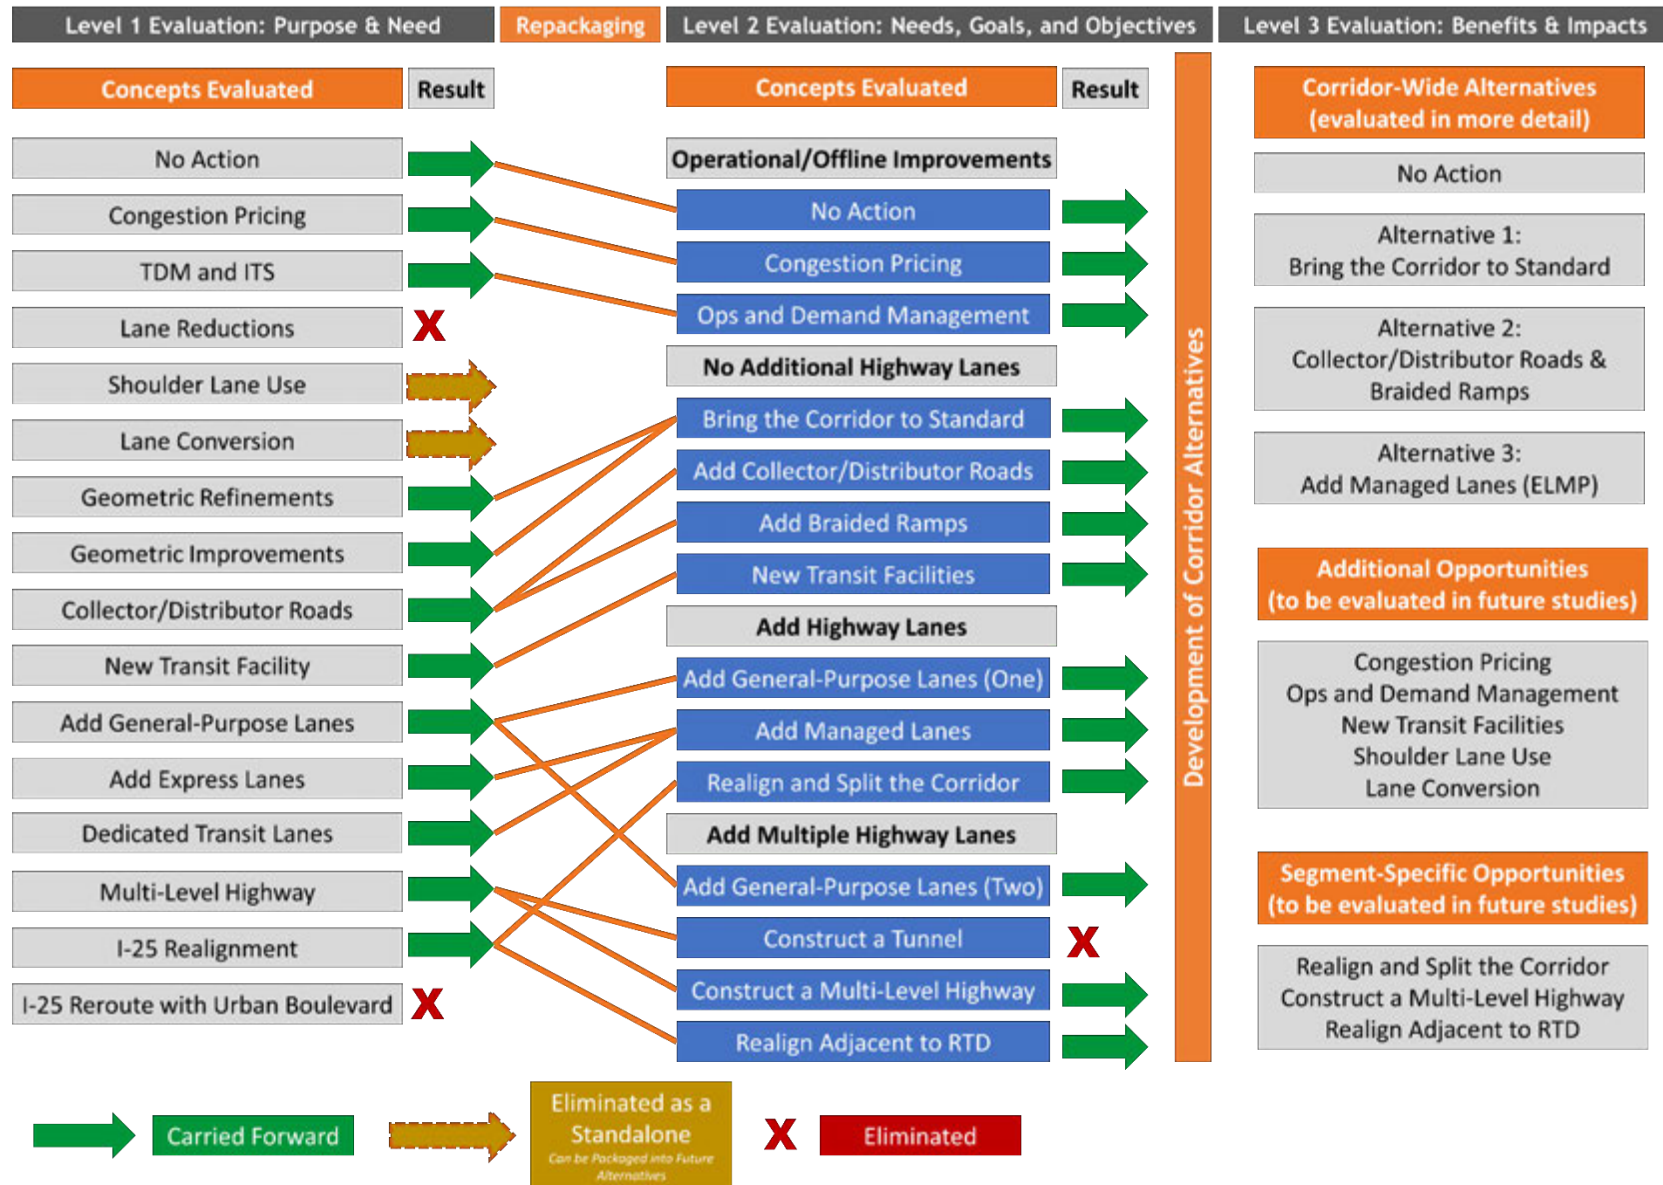 Level 1 Evaluation: Purpose & Need
Repackaging
Level 2 Evaluation: Needs, Goals, and Objectives
Level 3 Evaluation: Benefits & Impacts
Concepts Evaluated
Result
No Action
Congestion Pricing
TDM and ITS
Lane Reductions
X
Shoulder Lane Use
Lane Conversion
Geometric Refinements
Geometric Improvements
Collector/Distributor Roads
New Transit Facility
Add General-Purpose Lanes
Add Express Lanes
Dedicated Transit Lanes
Multi-Level Highway
I-25 Realignment
I-25 Reroute with Urban Boulevard
X
Concepts Evaluated
Result
Operational/Offline Improvements
No Action
Congestion Pricing
Ops and Demand Management
No Additional Highway Lanes
Bring the Corridor to Standard
Add Collector/Distributor Roads
Add Braided Ramps
New Transit Facilities
Add Highway Lanes
Add General-Purpose Lanes (One)
Add Managed Lanes
Realign and Split the Corridor
Add Multiple Highway Lanes
Add General-Purpose Lanes (Two)
Construct a Tunnel
X
Construct a Multi-Level Highway
Realign Adjacent to RTD
Development of Corridor Alternatives
Corridor-Wide Alternatives
(evaluated in more detail)
No Action
Alternative 1:
Bring the Corridor to Standard
Alternative 2:
Collector/Distributor Roads &
Braided Ramps
Alternative 3:
Add Managed Lanes (ELMP)
Additional Opportunities
(to be evaluated in future studies)
Congestion Pricing
Ops and Demand Management
New Transit Facilities
Shoulder Lane Use
Lane Conversion
Segment-Specific Opportunities
(to be evaluated in future studies)
Realign and Split the Corridor
Construct a Multi-Level Highway
Realign Adjacent to RTD
Carried Forward
Eliminated as a
Standalone
Can be Packaged into Future
Alternatives
X
Eliminated